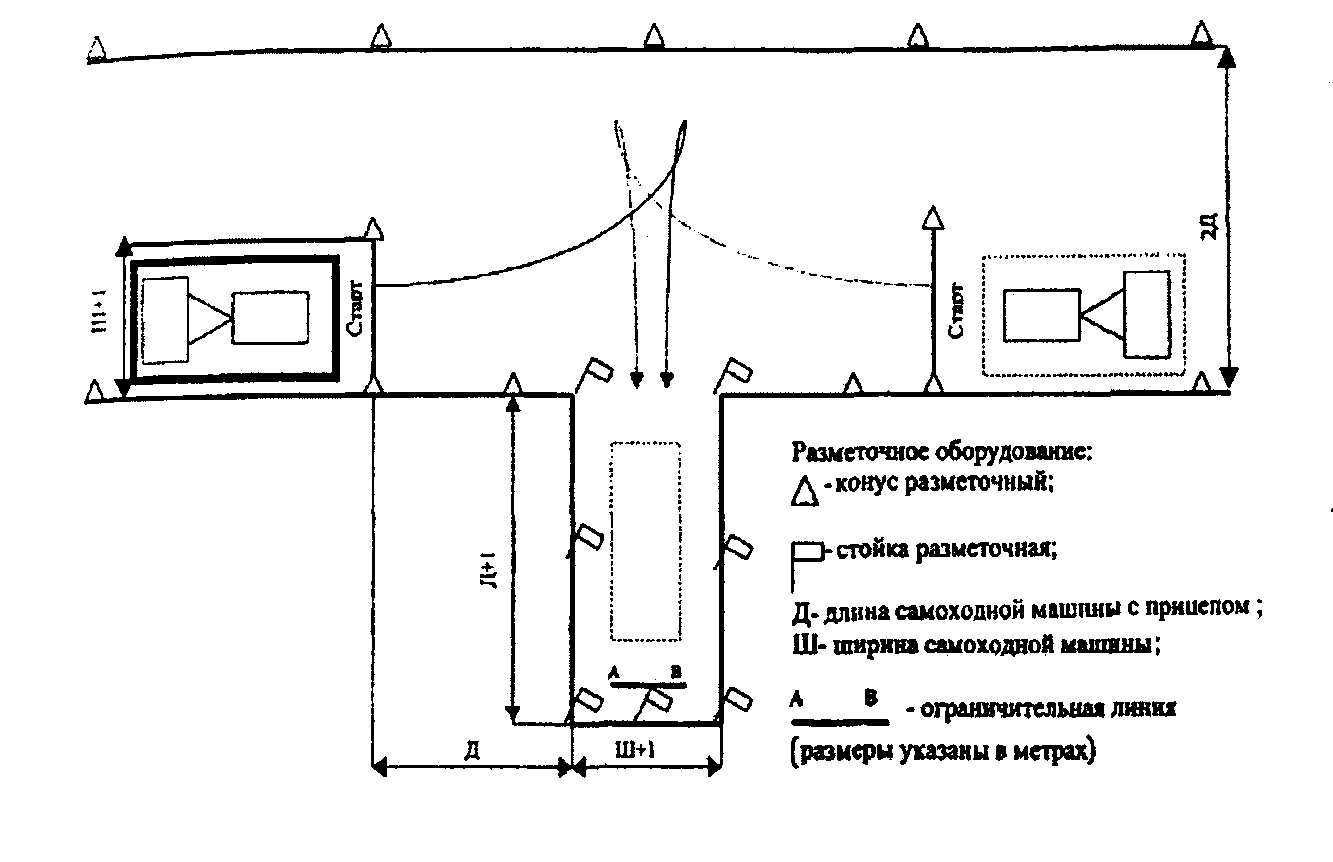 2Д
Ш+1
Старт
Старт
Разметочное оборудование:
- конус разметочный;
Д+1
- стойка разметочная;
Д- длина самоходной машины с прицепом ;
Ш- ширина самоходной машины;
А В
А В - ограничительная линия
Д Ш+1
(размеры указаны в метрах)